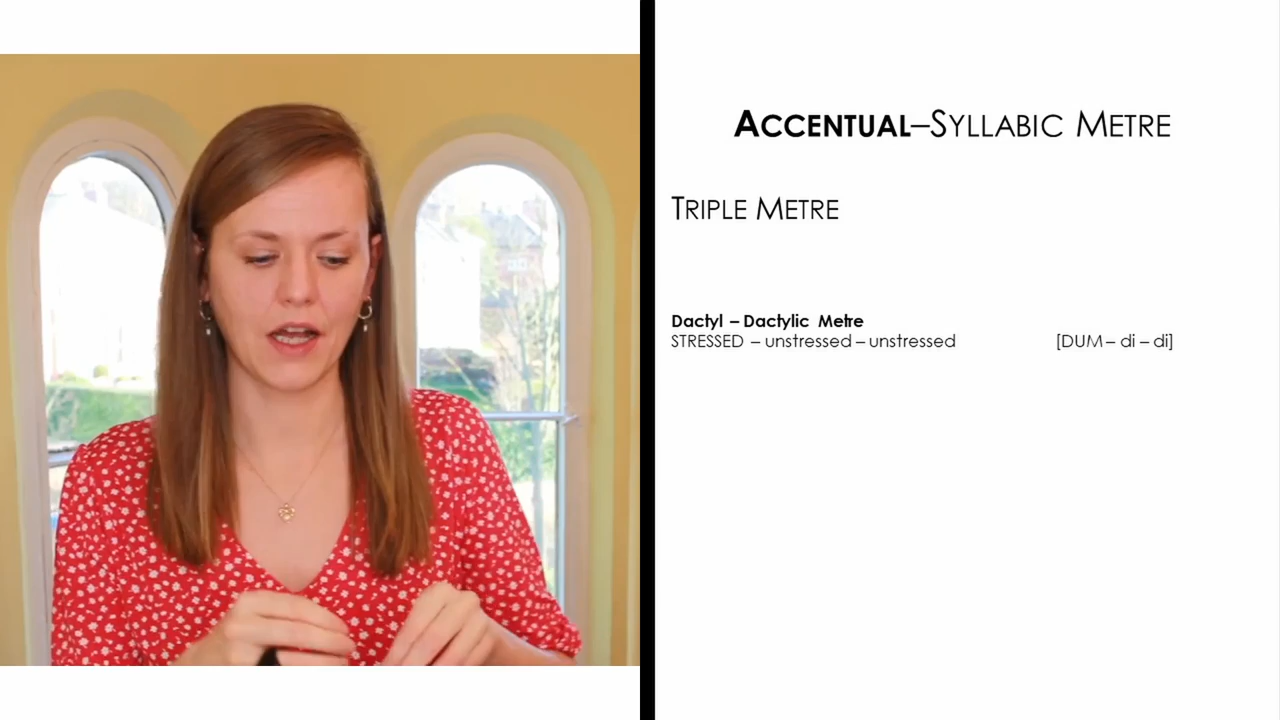 ACCENTUAL–SYLLABIC METRE
TRIPLE METRE
Dactyl – Dactylic Metre
STRESSED – unstressed – unstressed [DUM – di – di]